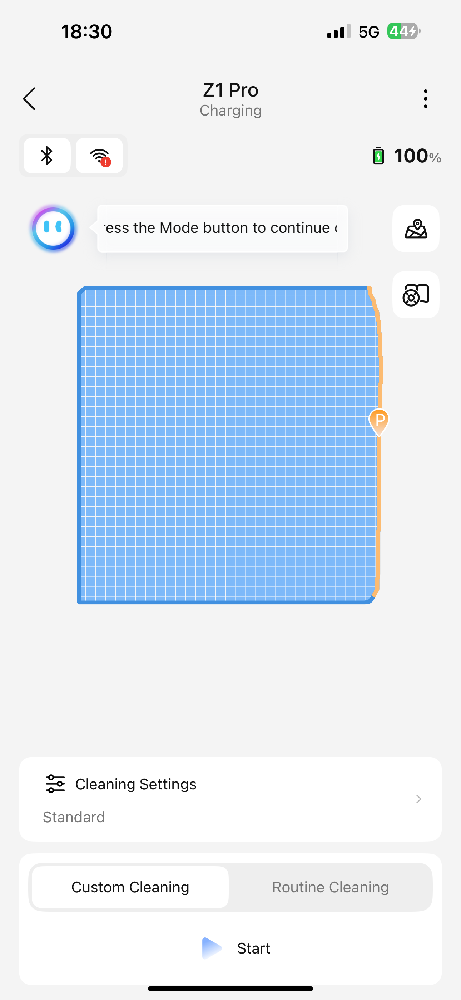 18:30
5G
44
Z1 Pro
Charging
100%
ess the Mode button to continue
P
Cleaning Settings
Standard
Custom Cleaning
Routine Cleaning
Start